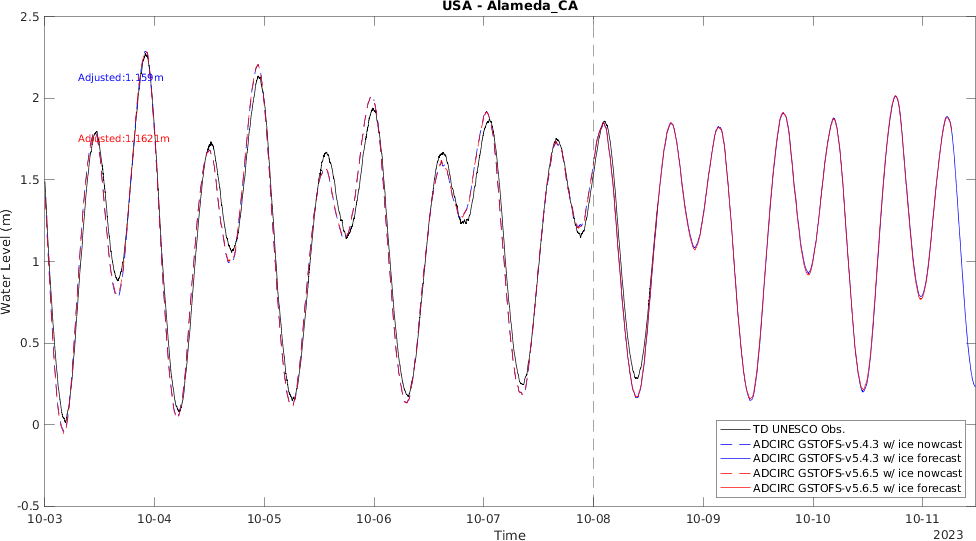 USA - Alameda_CA
2.5
2
1.5
1
0.5
0
-0.5
Water Level (m)
Adjusted:1.159m
Adjusted:1.1621m
TD UNESCO Obs.
ADCIRC GSTOFS-v5.4.3 w/ ice nowcast
ADCIRC GSTOFS-v5.4.3 w/ ice forecast
ADCIRC GSTOFS-v5.6.5 w/ ice nowcast
ADCIRC GSTOFS-v5.6.5 w/ ice forecast
10-03 10-04 10-05 10-06 10-07 10-08 10-09 10-10 10-11
Time
2023